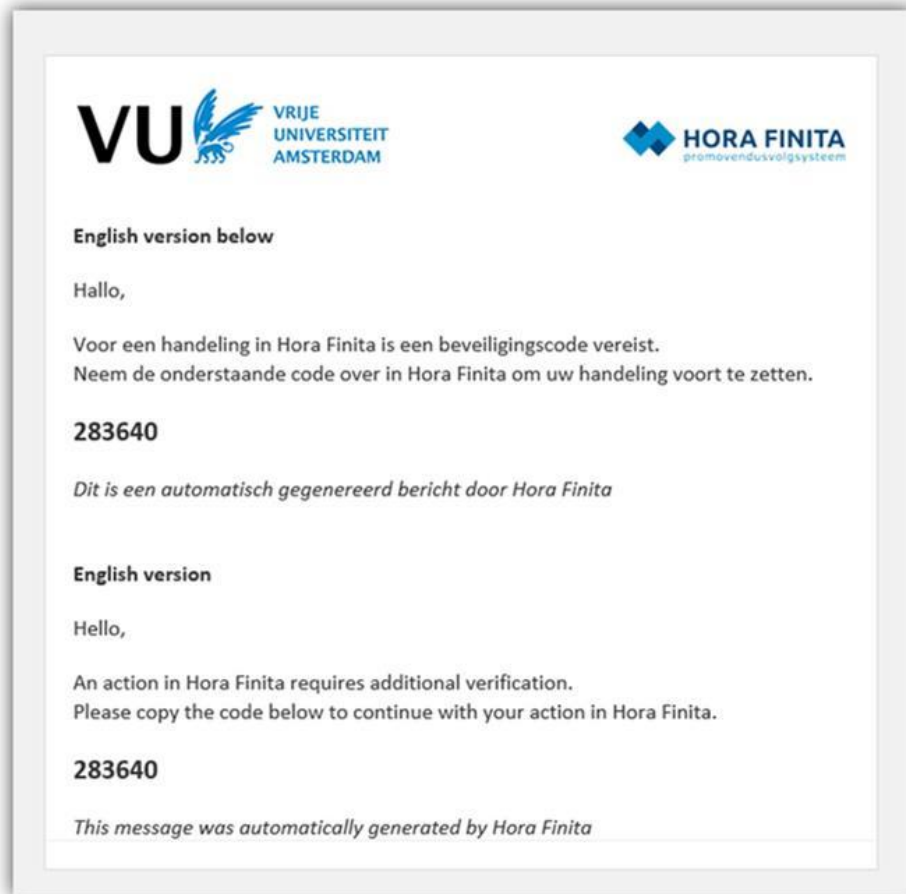 VU VRIJE
UNIVERSITEIT
AMSTERDAM
HORA FINITA
promovendusvolgsysteem
English version below
Hallo,
Voor een handeling in Hora Finita is een beveiligingscode vereist.
Neem de onderstaande code over in Hora Finita om uw handeling voort te zetten.
283640
Dit is een automatisch gegenereerd bericht door Hora Finita
English version
Hello,
An action in Hora Finita requires additional verification.
Please copy the code below to continue with your action in Hora Finita.
283640
This message was automatically generated by Hora Finita